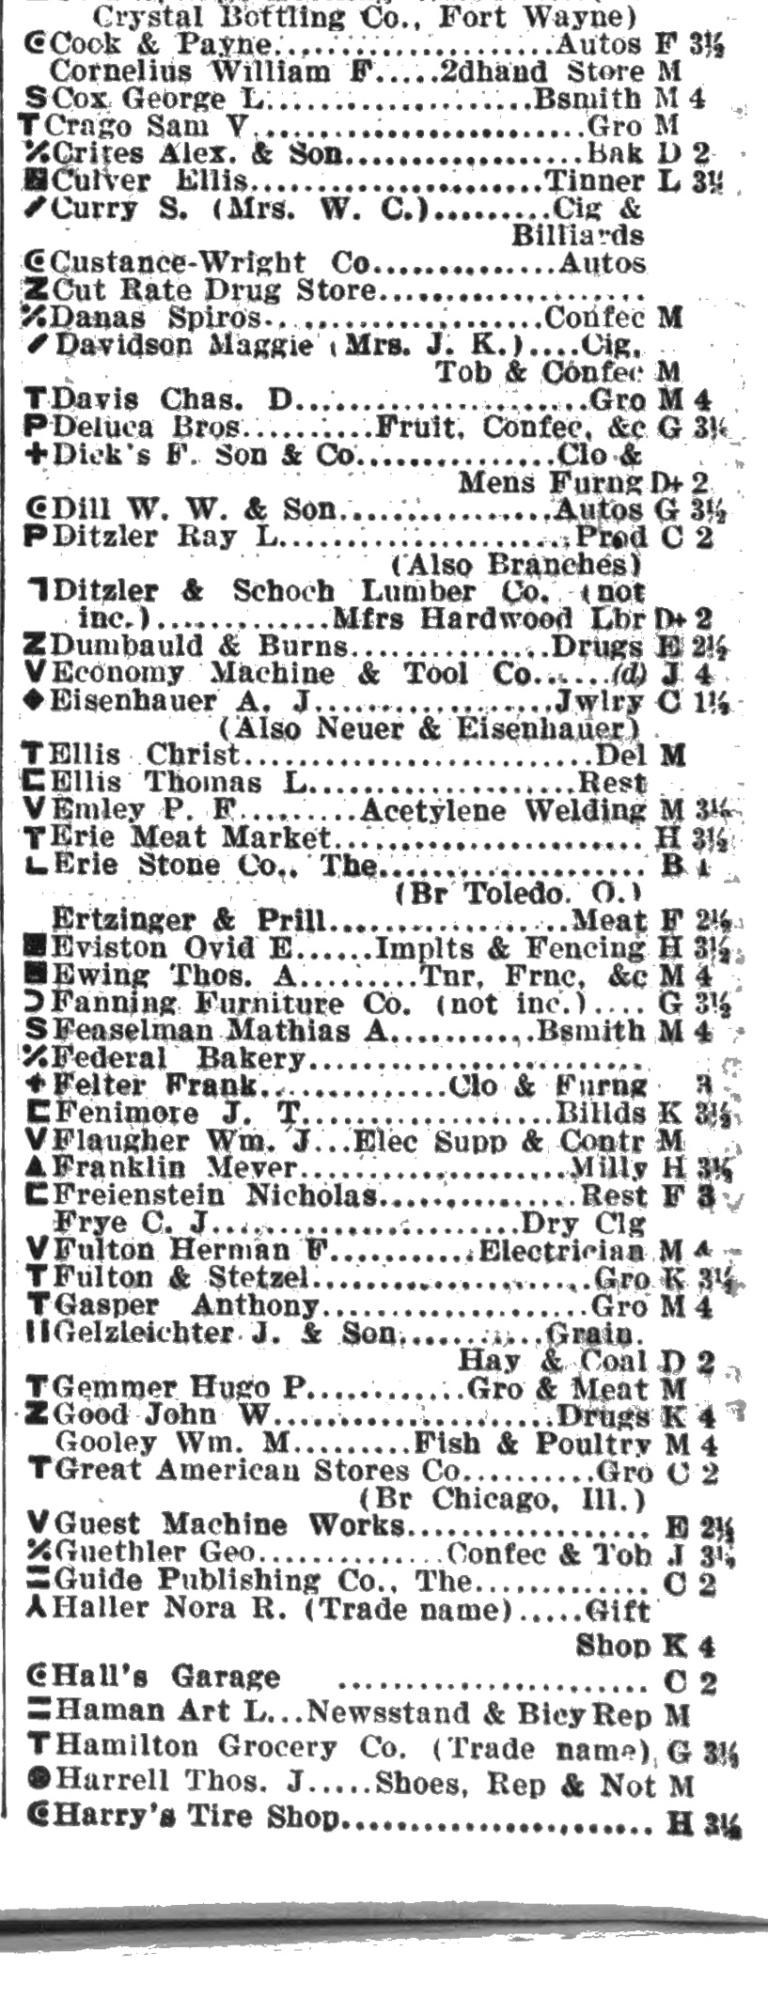 Crystal Bottling Co., Fort Wayne)
Cook & Payne....................Autos F 3½
Cornelius William F.....2dhand Store M
S Cox George L...................Bsmith M 4
T Crago Sam V........................Gro M
Crites Alex. & Son.................Bak D 2
Culver Ellis.....................Tinner L 3½
Curry S. (Mrs. W. C.).........Cig &
Billiards
Custance-Wright Co.............Autos
Z Cut Rate Drug Store...................
Danas Spiros....................Confec M
Davidson Maggie (Mrs. J. K.)....Cig,
Tob & Confec M
T Davis Chas. D.....................Gro M 4
P Deluca Bros..........Fruit, Confec, &c G 3½
+ Dick's F. Son & Co..............Clo &
Mens Furng D+ 2
Dill W. W. & Son...............Autos G 3½
P Ditzler Ray L.....................Prod C 2
(Also Branches)
Ditzler & Schoch Lumber Co. (not
inc.).............Mfrs Hardwood Lbr D+ 2
Z Dumbauld & Burns...............Drugs E 2½
V Economy Machine & Tool Co......(d) J 4
◆ Eisenhauer A. J.................Jwlry C 1½
(Also Neuer & Eisenhauer)
T Ellis Christ.........................Del M
Ellis Thomas L...................Rest
V Emley P. F.........Acetylene Welding M 3½
T Erie Meat Market...................... H 3½
Erie Stone Co., The................... B 1
(Br Toledo, O.)
Ertzinger & Prill.................Meat F 2½
■ Eviston Ovid E......Implts & Fencing H 3½
■ Ewing Thos. A.........Tnr, Frnc, &c M 4
Fanning Furniture Co. (not inc.).... G 3½
S Feaselman Mathias A..........Bsmith M 4
Federal Bakery........................
+ Felter Frank..............Clo & Furng 3
Fenimore J. T..................Billds K 3½
V Flaugher Wm. J...Elec Supp & Contr M
▲ Franklin Meyer...................Milly H 3½
Freienstein Nicholas..............Rest F 3
Frye C. J......................Dry Clg
V Fulton Herman F...........Electrician M 4
T Fulton & Stetzel....................Gro K 3½
T Gasper Anthony...................Gro M 4
Gelzleichter J. & Son..........Grain,
Hay & Coal D 2
T Gemmer Hugo P...........Gro & Meat M
Z Good John W....................Drugs K 4
Gooley Wm. M.........Fish & Poultry M 4
T Great American Stores Co..........Gro C 2
(Br Chicago, Ill.)
V Guest Machine Works.................. E 2½
Guethler Geo.............Confec & Tob J 3½
Guide Publishing Co., The............. C 2
Haller Nora R. (Trade name).....Gift
Shop K 4
Hall's Garage ...................... C 2
Haman Art L...Newsstand & Bicy Rep M
T Hamilton Grocery Co. (Trade name) G 3½
● Harrell Thos. J.....Shoes, Rep & Not M
Harry's Tire Shop....................... H 3½